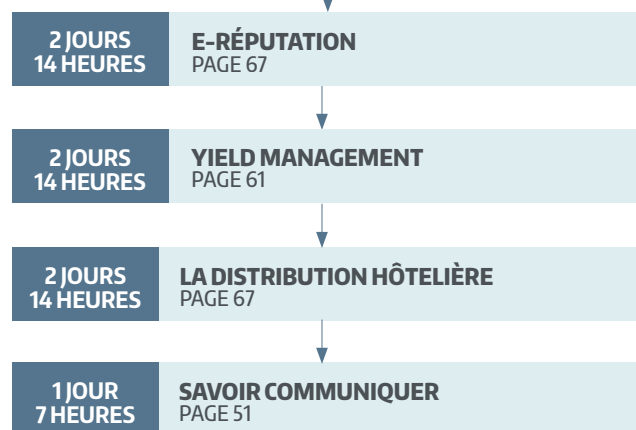 2 JOURS
14 HEURES
E-RÉPUTATION
PAGE 67
2 JOURS
14 HEURES
YIELD MANAGEMENT
PAGE 61
2 JOURS
14 HEURES
LA DISTRIBUTION HÔTELIÈRE
PAGE 67
1 JOUR
7 HEURES
SAVOIR COMMUNIQUER
PAGE 51